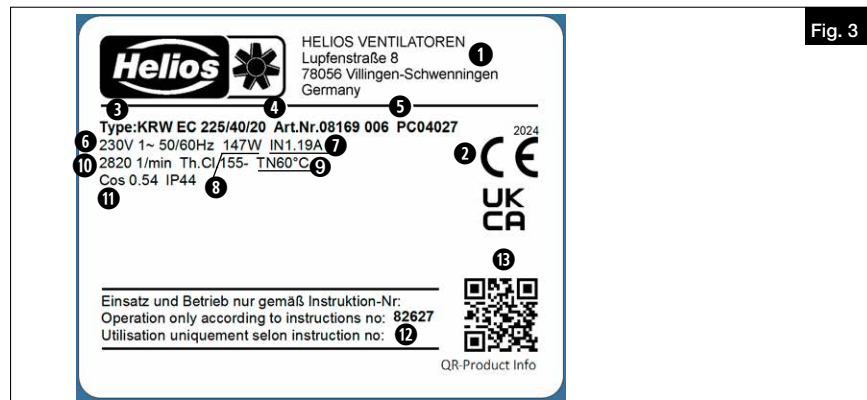 Fig. 3
Helios
HELIOS VENTILATOREN
Lupfenstraße 8
78056 Villingen-Schwenningen
Germany
1
3 4 5
Type:KRW EC 225/40/20 Art.Nr.08169 006 PC04027
6 230V 1~ 50/60Hz 147W IN1.19A 7
10 2820 1/min Th.Cl 155- TN60°C 9
8
Cos 0.54 IP44
11
2024
2 CE
UK
CA
13
Einsatz und Betrieb nur gemäß Instruktion-Nr:
Operation only according to instructions no: 82627
Utilisation uniquement selon instruction no: 12
QR-Product Info